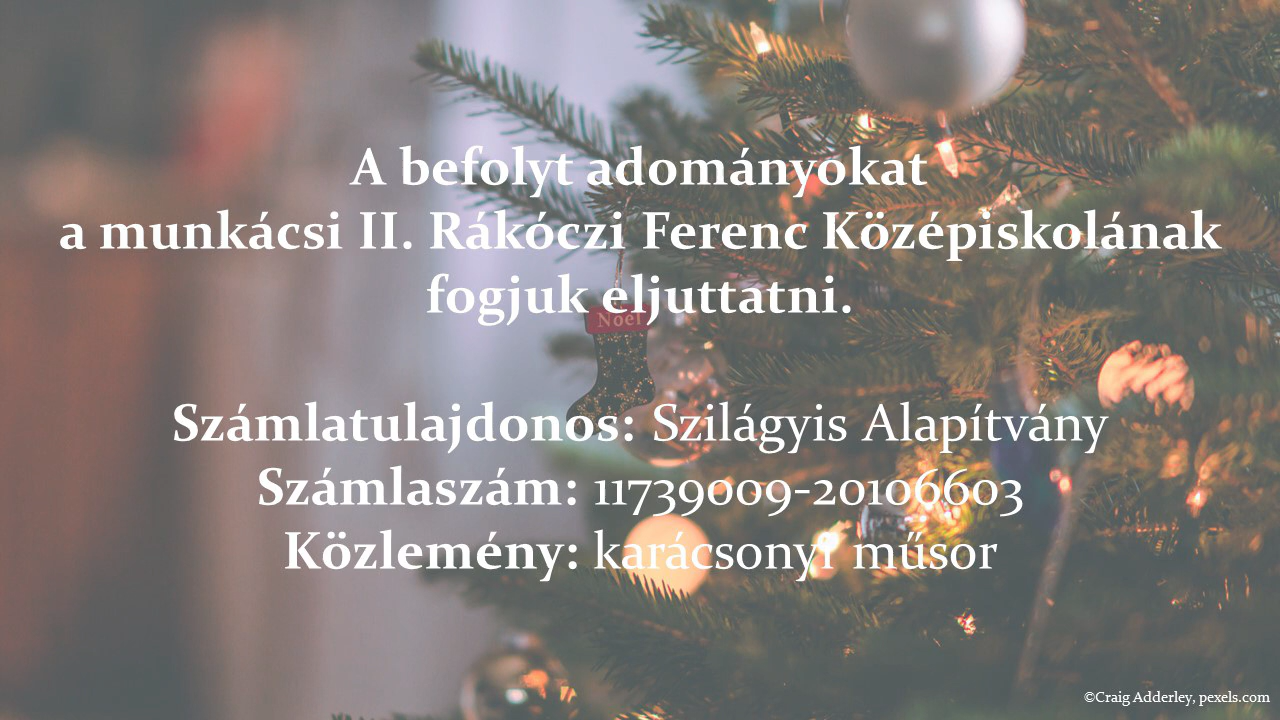 A befolyt adományokat
a munkácsi II. Rákóczi Ferenc Középiskolának
fogjuk eljuttatni.
Noel
Számlatulajdonos: Szilágyis Alapítvány
Számlaszám: 11739009-20106603
Közlemény: karácsonyi műsor
©Craig Adderley, pexels.com